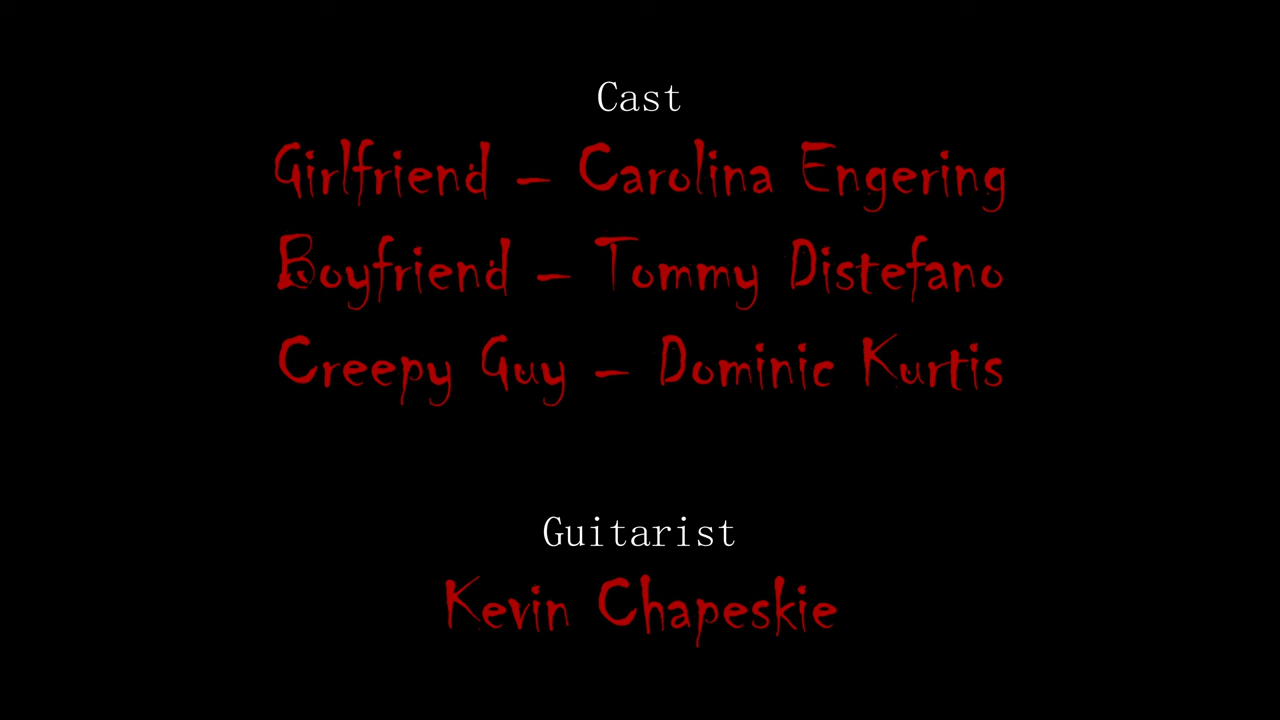 Cast
Girlfriend – Carolina Engering
Boyfriend – Tommy Distefano
Creepy Guy – Dominic Kurtis
Guitarist
Kevin Chapeskie